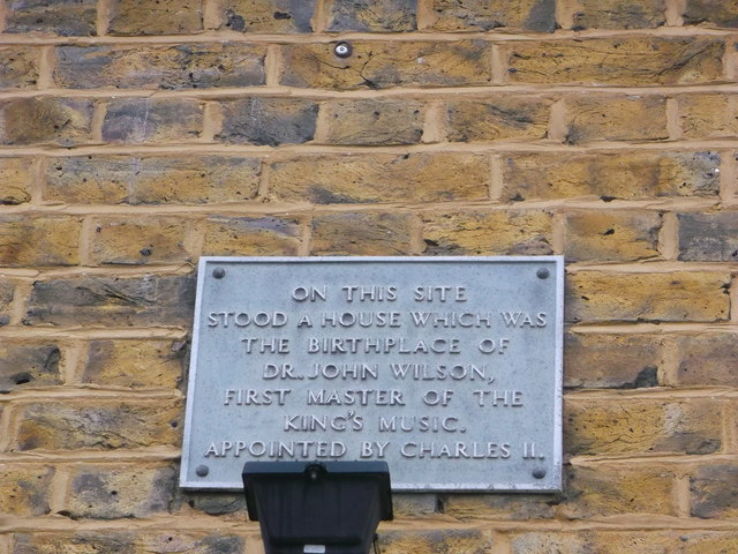 ON THIS SITE
STOOD A HOUSE WHICH WAS
THE BIRTHPLACE OF
DR. JOHN WILSON,
FIRST MASTER OF THE
KING'S MUSIC.
APPOINTED BY CHARLES II.